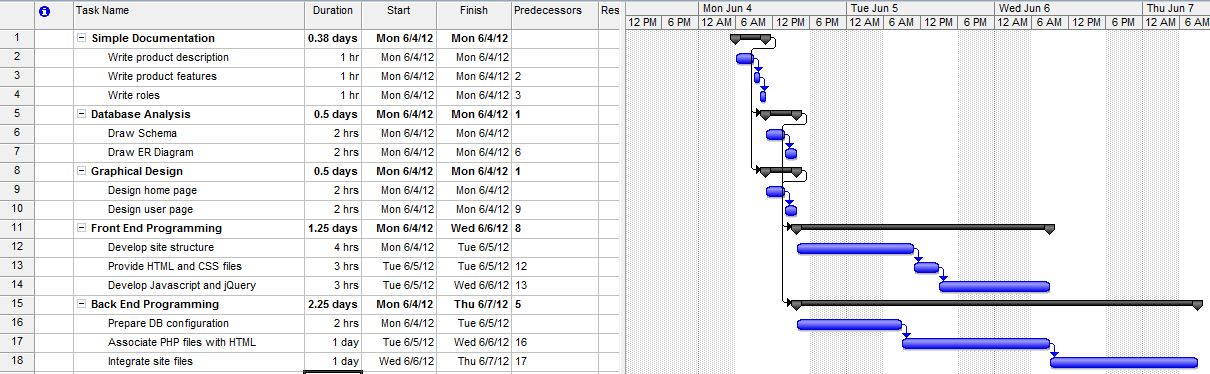 Task Name Duration Start Finish Predecessors Res
Mon Jun 4 Tue Jun 5 Wed Jun 6 Thu Jun 7
12 PM 6 PM 12 AM 6 AM 12 PM 6 PM 12 AM 6 AM 12 PM 6 PM 12 AM 6 AM 12 PM 6 PM 12 AM 6 AM
1 Simple Documentation 0.38 days Mon 6/4/12 Mon 6/4/12
2 Write product description 1 hr Mon 6/4/12 Mon 6/4/12
3 Write product features 1 hr Mon 6/4/12 Mon 6/4/12 2
4 Write roles 1 hr Mon 6/4/12 Mon 6/4/12 3
5 Database Analysis 0.5 days Mon 6/4/12 Mon 6/4/12 1
6 Draw Schema 2 hrs Mon 6/4/12 Mon 6/4/12
7 Draw ER Diagram 2 hrs Mon 6/4/12 Mon 6/4/12 6
8 Graphical Design 0.5 days Mon 6/4/12 Mon 6/4/12 1
9 Design home page 2 hrs Mon 6/4/12 Mon 6/4/12
10 Design user page 2 hrs Mon 6/4/12 Mon 6/4/12 9
11 Front End Programming 1.25 days Mon 6/4/12 Wed 6/6/12 8
12 Develop site structure 4 hrs Mon 6/4/12 Tue 6/5/12
13 Provide HTML and CSS files 3 hrs Tue 6/5/12 Tue 6/5/12 12
14 Develop Javascript and jQuery 3 hrs Tue 6/5/12 Wed 6/6/12 13
15 Back End Programming 2.25 days Mon 6/4/12 Thu 6/7/12 5
16 Prepare DB configuration 2 hrs Mon 6/4/12 Tue 6/5/12
17 Associate PHP files with HTML 1 day Tue 6/5/12 Wed 6/6/12 16
18 Integrate site files 1 day Wed 6/6/12 Thu 6/7/12 17